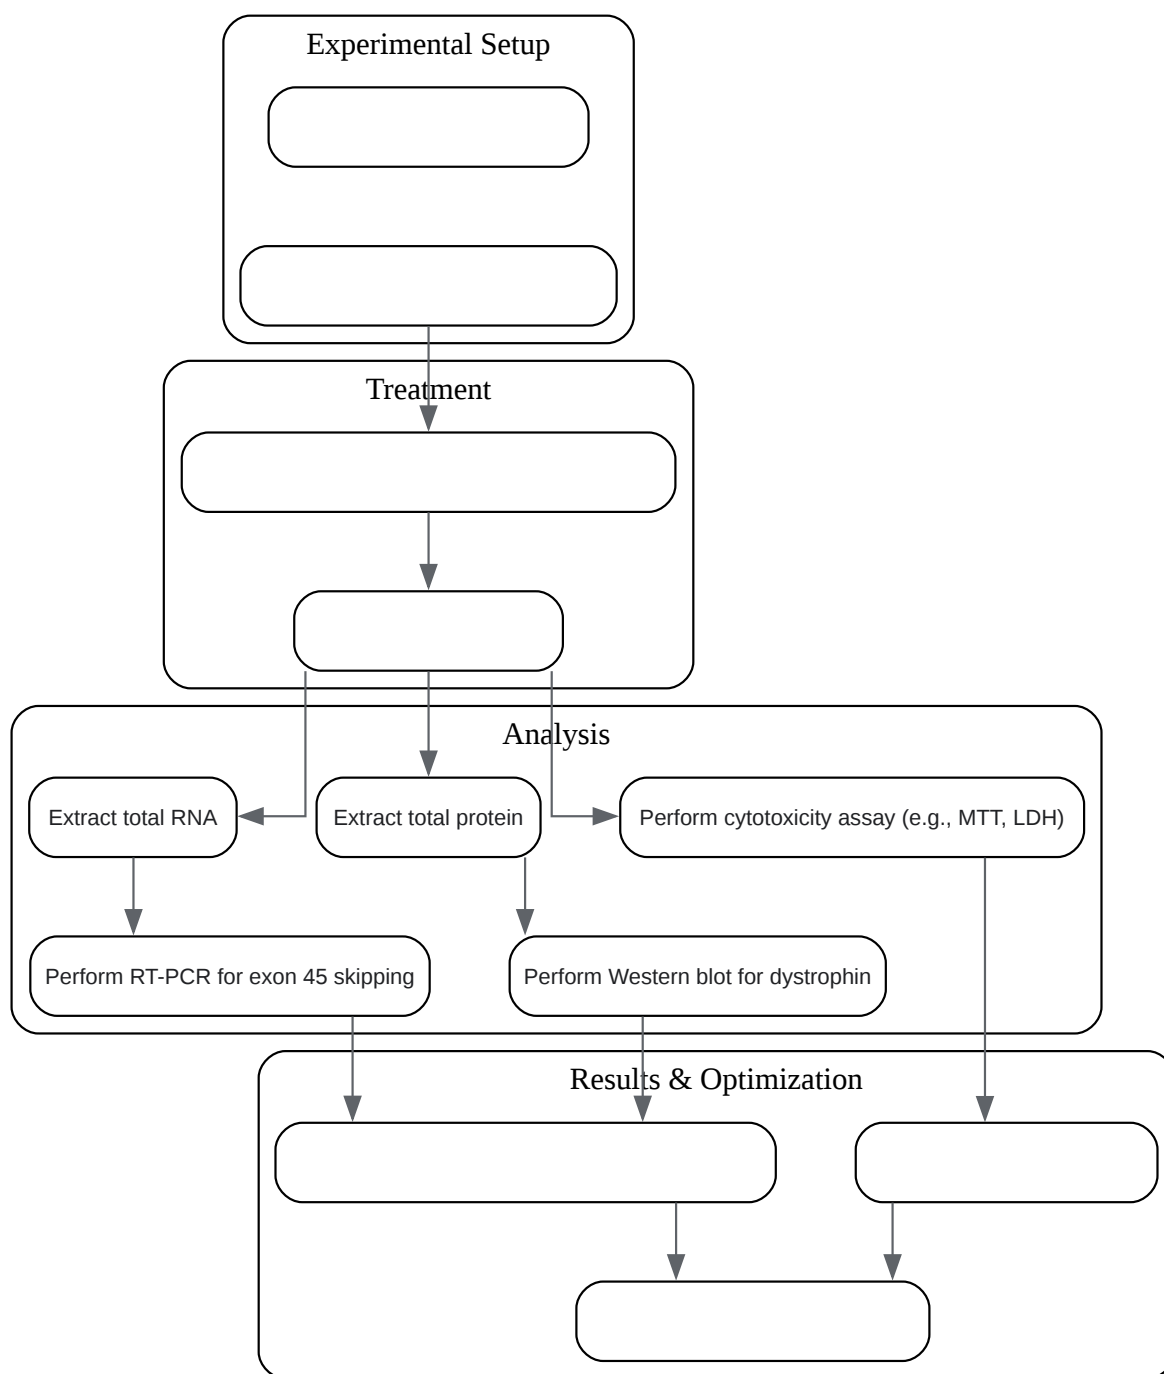 Experimental Setup
Treatment
Analysis
Extract total RNA
Extract total protein
Perform cytotoxicity assay (e.g., MTT, LDH)
Perform RT-PCR for exon 45 skipping
Perform Western blot for dystrophin
Results & Optimization